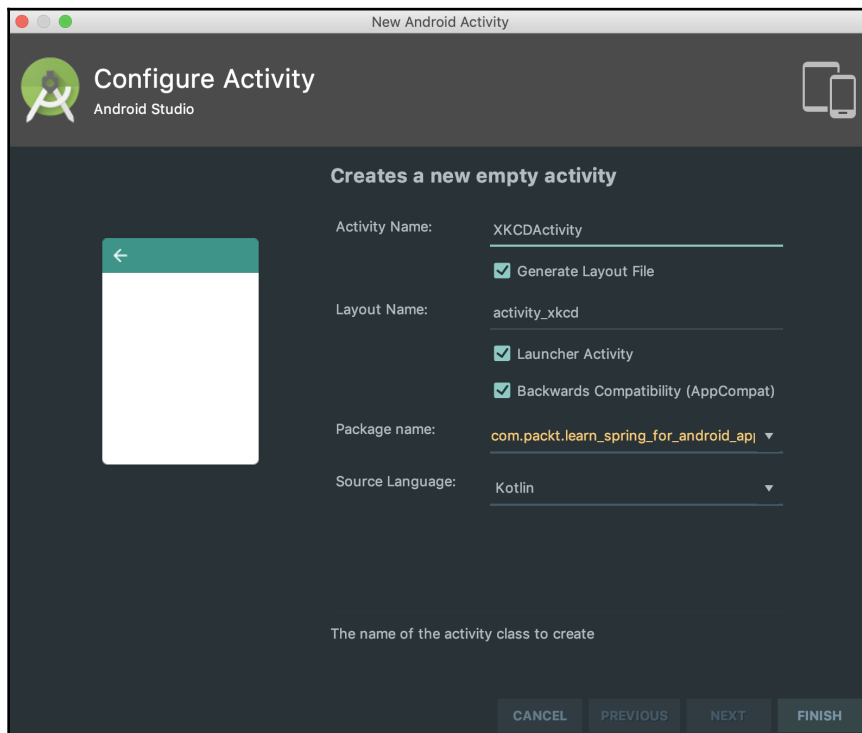 New Android Activity
Configure Activity
Android Studio
Creates a new empty activity
Activity Name:
XKCDActivity
Generate Layout File
Layout Name:
activity_xkcd
Launcher Activity
Backwards Compatibility (AppCompat)
Package name:
com.packt.learn_spring_for_android_ap
Source Language:
Kotlin
The name of the activity class to create
CANCEL
PREVIOUS
NEXT
FINISH